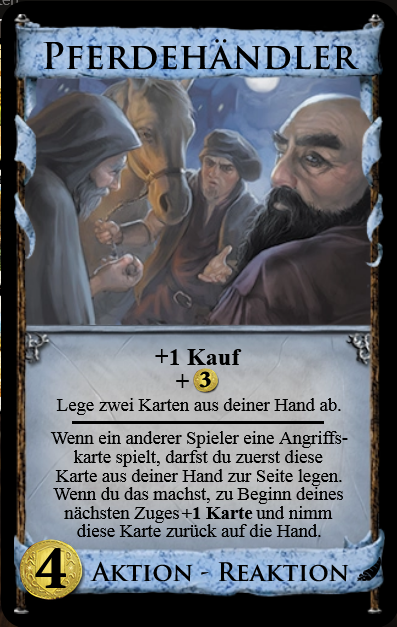 PFERDEHÄNDLER
+1 Kauf
+ 3
Lege zwei Karten aus deiner Hand ab.
Wenn ein anderer Spieler eine Angriffs-
karte spielt, darfst du zuerst diese
Karte aus deiner Hand zur Seite legen.
Wenn du das machst, zu Beginn deines
nächsten Zuges +1 Karte und nimm
diese Karte zurück auf die Hand.
4 AKTION - REAKTION